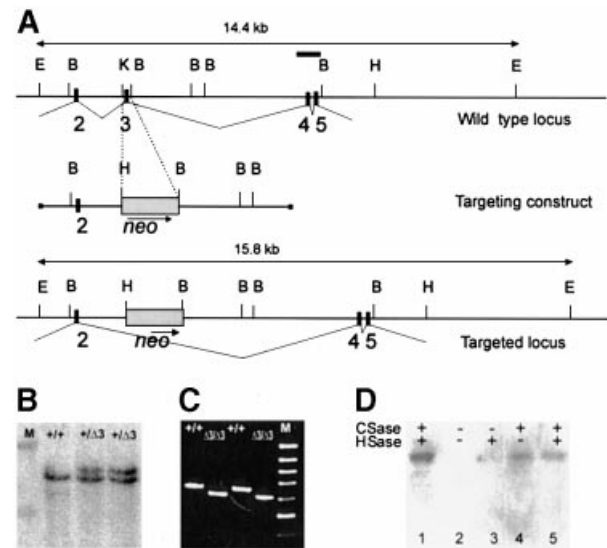 A
14.4 kb
E B K B B B B H E
2 3 4 5 Wild type locus
B H B B B
2 neo Targeting construct
15.8 kb
E B H B B B B H E
2 neo 4 5 Targeted locus
B
M +/+ +/Δ3 +/Δ3
C
+/+ Δ3/Δ3 +/+ Δ3/Δ3 M
D
CSase + - - + +
HSase + - + - +
1 2 3 4 5